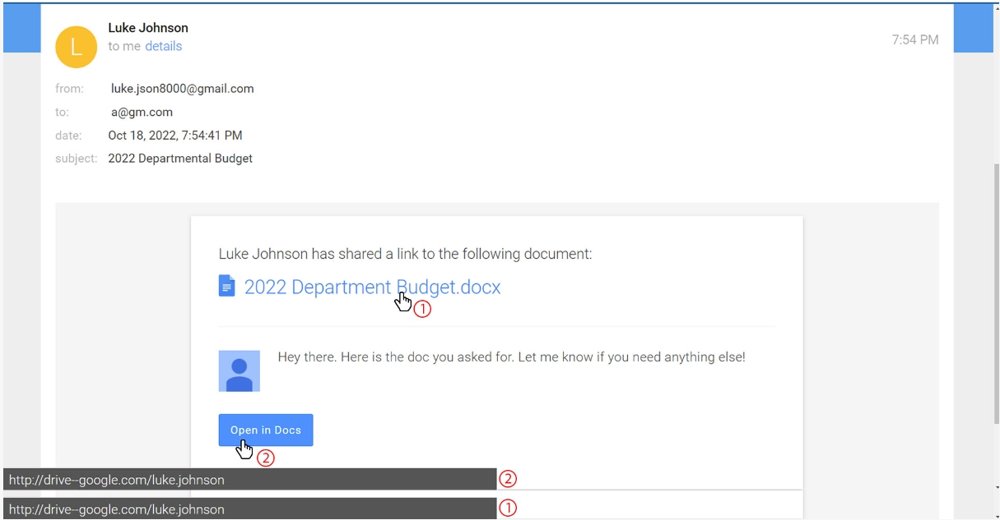 Luke Johnson
to me details
7:54 PM
L
from: luke.json8000@gmail.com
to: a@gm.com
date: Oct 18, 2022, 7:54:41 PM
subject: 2022 Departmental Budget
Luke Johnson has shared a link to the following document:
2022 Department Budget.docx
①
Hey there. Here is the doc you asked for. Let me know if you need anything else!
Open in Docs
②
http://drive--google.com/luke.johnson ②
http://drive--google.com/luke.johnson ①